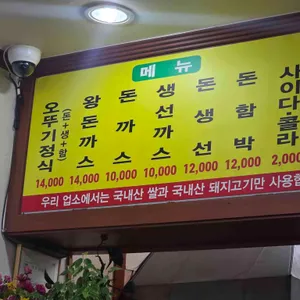 메 뉴
오뚜기정식
(돈+생+함)
14,000
왕돈까스
14,000
돈까스
10,000
생선까스
10,000
돈생선
12,000
돈함박
12,000
사이다·콜라
2,000
우리 업소에서는 국내산 쌀과 국내산 돼지고기만 사용합